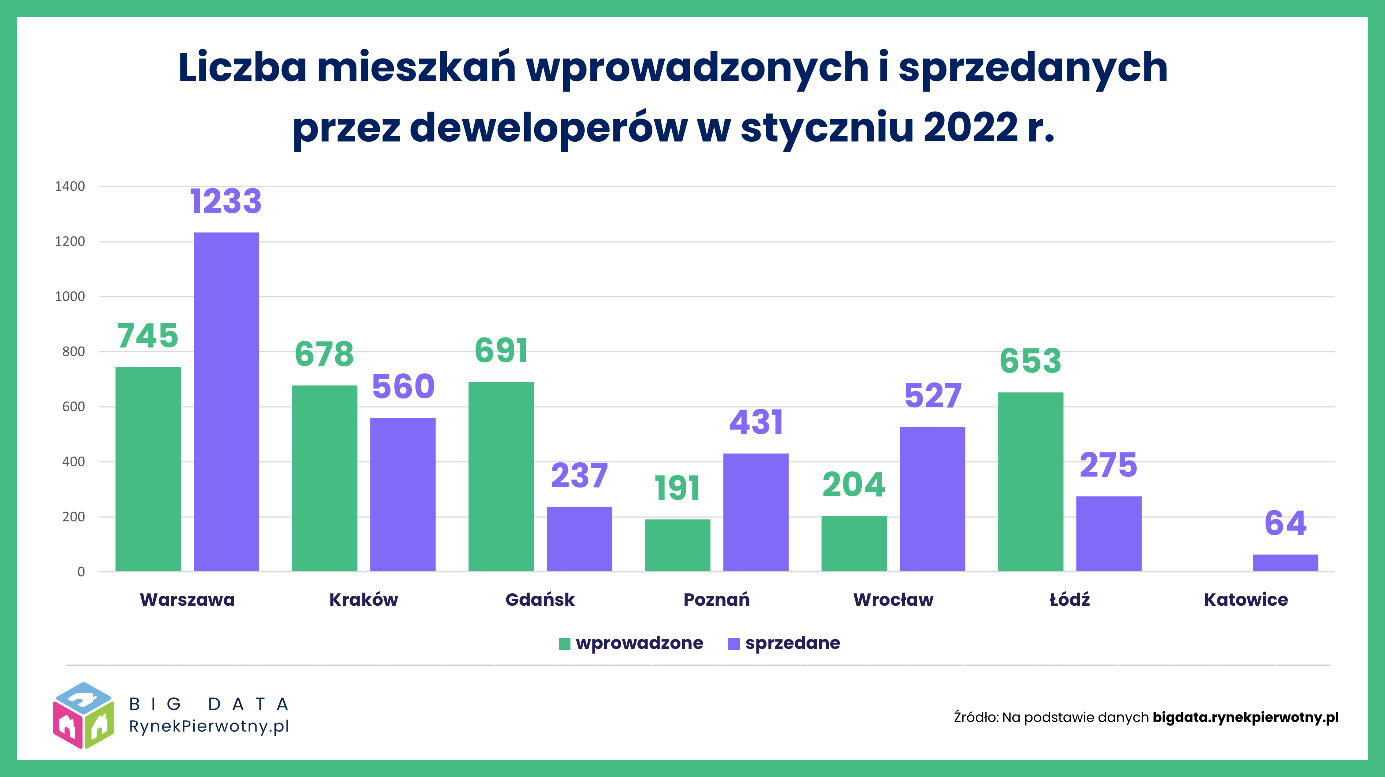 Liczba mieszkań wprowadzonych i sprzedanych
przez deweloperów w styczniu 2022 r.
1400
1200
1000
800
600
400
200
0
745
1233
678
560
691
237
191
431
204
527
653
275
64
Warszawa
Kraków
Gdańsk
Poznań
Wrocław
Łódź
Katowice
wprowadzone
sprzedane
BIG DATA
RynekPierwotny.pl
Źródło: Na podstawie danych bigdata.rynekpierwotny.pl